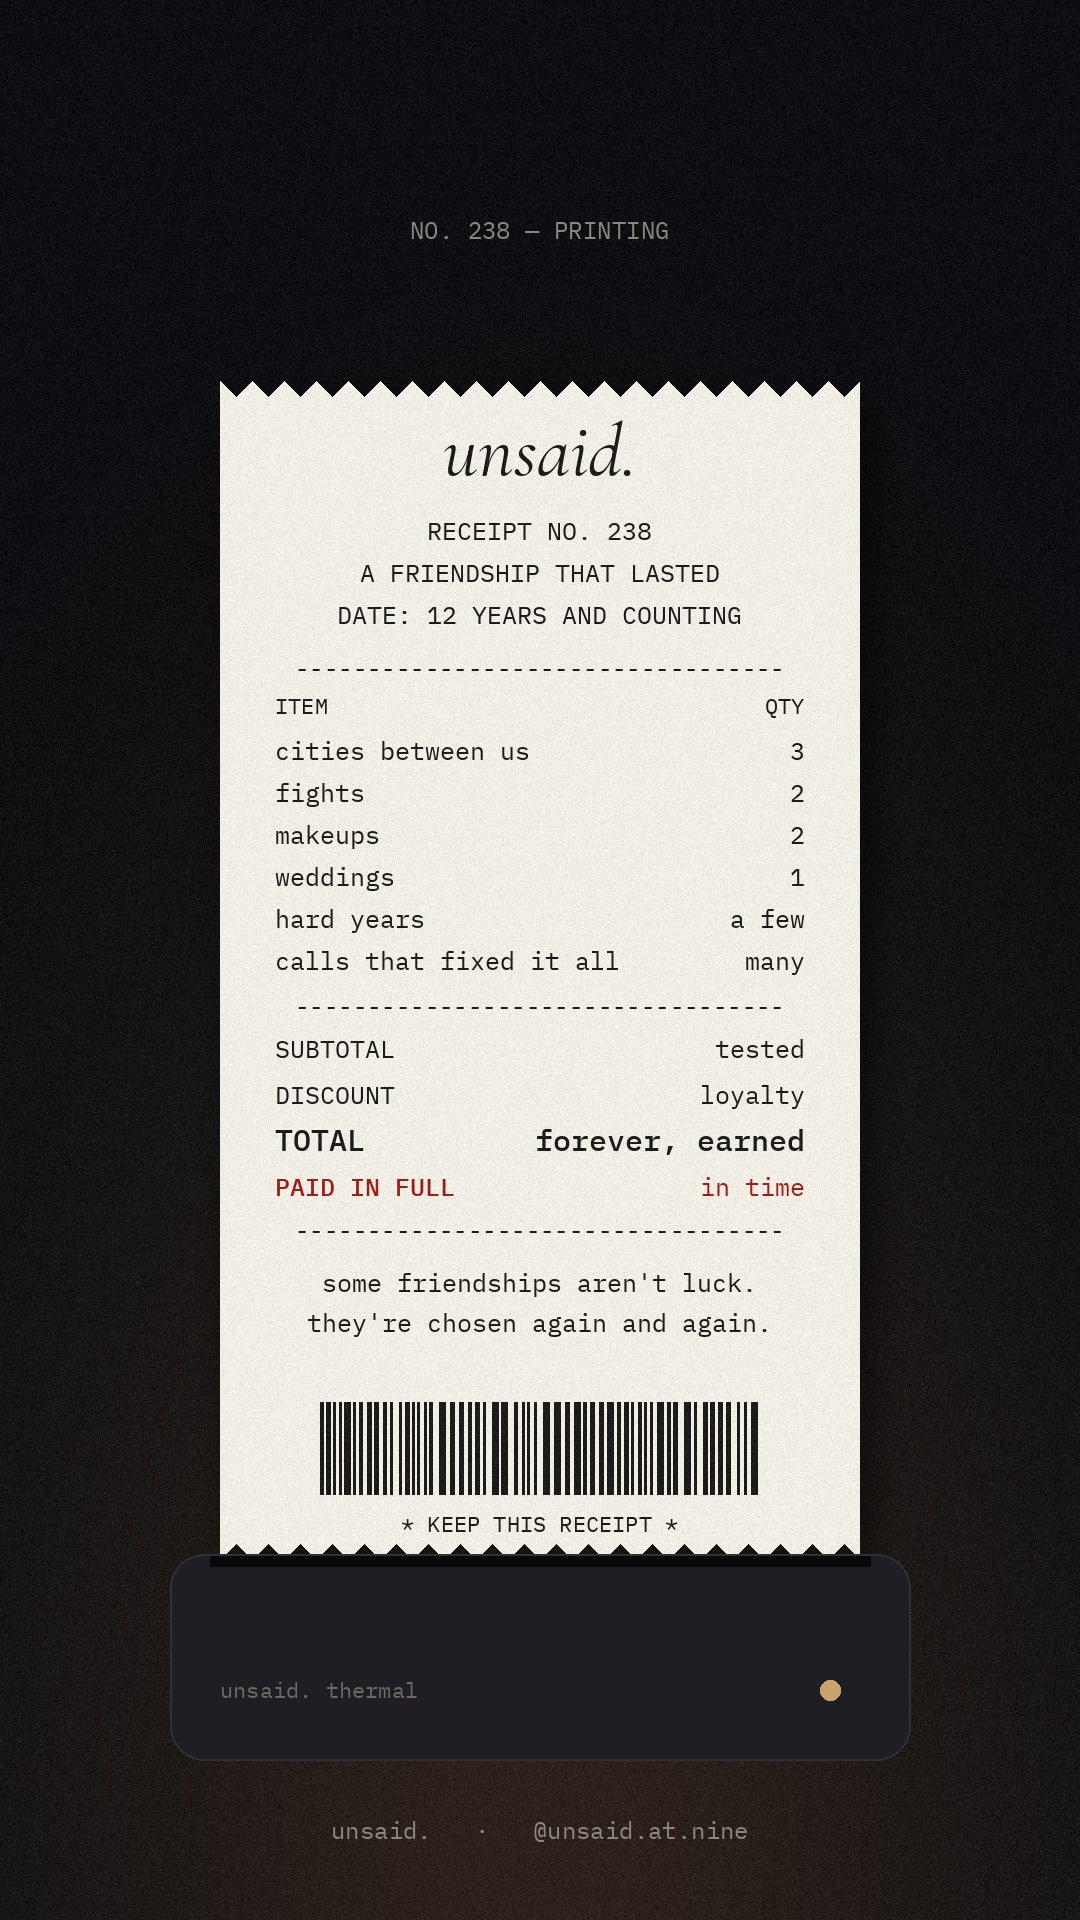 NO. 238 — PRINTING
unsaid.
RECEIPT NO. 238
A FRIENDSHIP THAT LASTED
DATE: 12 YEARS AND COUNTING
----------------------------------
ITEM QTY
cities between us 3
fights 2
makeups 2
weddings 1
hard years a few
calls that fixed it all many
----------------------------------
SUBTOTAL tested
DISCOUNT loyalty
TOTAL forever, earned
PAID IN FULL in time
----------------------------------
some friendships aren't luck.
they're chosen again and again.
* KEEP THIS RECEIPT *
unsaid. thermal
unsaid. · @unsaid.at.nine